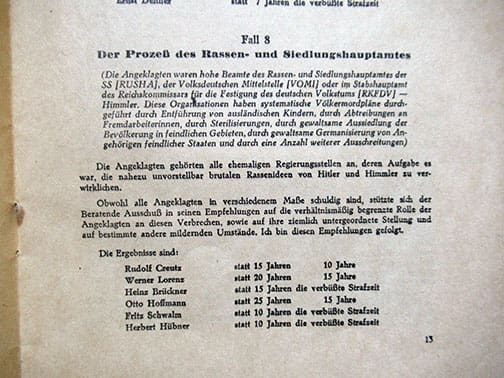 Ernst Dehner statt 7 Jahren die verbüßte Strafzeit
Fall 8
Der Prozeß des Rassen- und Siedlungshauptamtes
(Die Angeklagten waren hohe Beamte des Rassen- und Siedlungshauptamtes der
SS [RUSHA], der Volksdeutschen Mittelstelle [VOMI] oder im Stabshauptamt
des Reichskommissars für die Festigung des deutschen Volkstums [RKFDV] —
Himmler. Diese Organisationen haben systematische Völkermordpläne durch-
geführt durch Entführung von ausländischen Kindern, durch Abtreibungen an
Fremdarbeiterinnen, durch Sterilisierungen, durch gewaltsame Aussiedlung der
Bevölkerung in feindlichen Gebieten, durch gewaltsame Germanisierung von An-
gehörigen feindlicher Staaten und durch eine Anzahl weiterer Ausschreitungen)
Die Angeklagten gehörten alle ehemaligen Regierungsstellen an, deren Aufgabe es
war, die nahezu unvorstellbar brutalen Rassenideen von Hitler und Himmler zu ver-
wirklichen.
Obwohl alle Angeklagten in verschiedenem Maße schuldig sind, stützte sich der
Beratende Ausschuß in seinen Empfehlungen auf die verhältnismäßig begrenzte Rolle der
Angeklagten an diesen Verbrechen, sowie auf ihre ziemlich untergeordnete Stellung und
auf bestimmte andere mildernden Umstände. Ich bin diesen Empfehlungen gefolgt.
Die Ergebnisse sind:
Rudolf Creutz statt 15 Jahren 10 Jahre
Werner Lorenz statt 20 Jahren 15 Jahre
Heinz Brückner statt 15 Jahren die verbüßte Strafzeit
Otto Hoffmann statt 25 Jahren 15 Jahre
Fritz Schwalm statt 10 Jahren die verbüßte Strafzeit
Herbert Hübner statt 10 Jahren die verbüßte Strafzeit
13